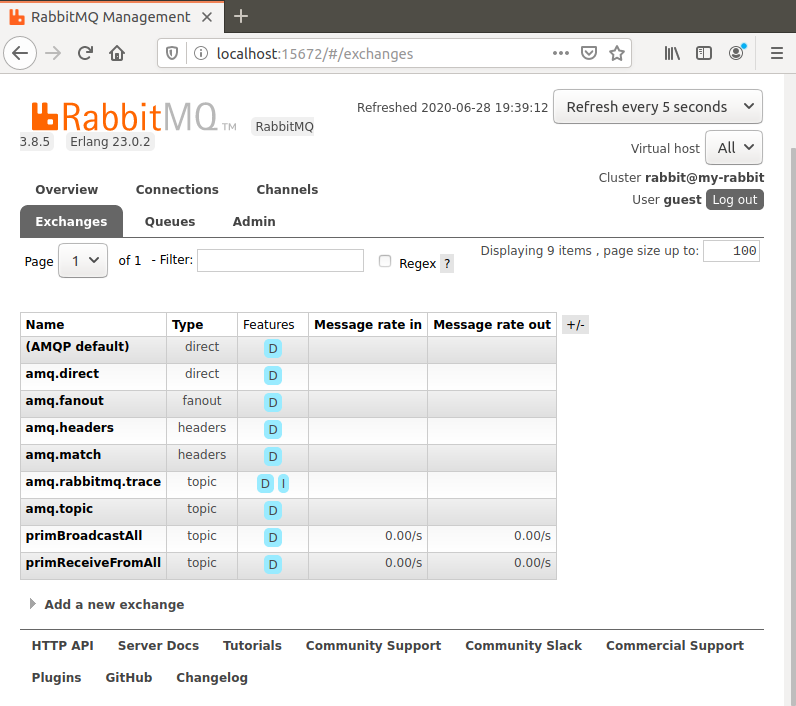 RabbitMQ Management
localhost:15672/#/exchanges
RabbitMQ TM RabbitMQ
3.8.5 Erlang 23.0.2
Refreshed 2020-06-28 19:39:12 Refresh every 5 seconds
Virtual host All
Cluster rabbit@my-rabbit
User guest Log out
Overview Connections Channels
Exchanges Queues Admin
Page 1 of 1 - Filter: Regex ? Displaying 9 items , page size up to: 100
Name Type Features Message rate in Message rate out +/-
(AMQP default) direct D
amq.direct direct D
amq.fanout fanout D
amq.headers headers D
amq.match headers D
amq.rabbitmq.trace topic D I
amq.topic topic D
primBroadcastAll topic D 0.00/s 0.00/s
primReceiveFromAll topic D 0.00/s 0.00/s
Add a new exchange
HTTP API Server Docs Tutorials Community Support Community Slack Commercial Support
Plugins GitHub Changelog